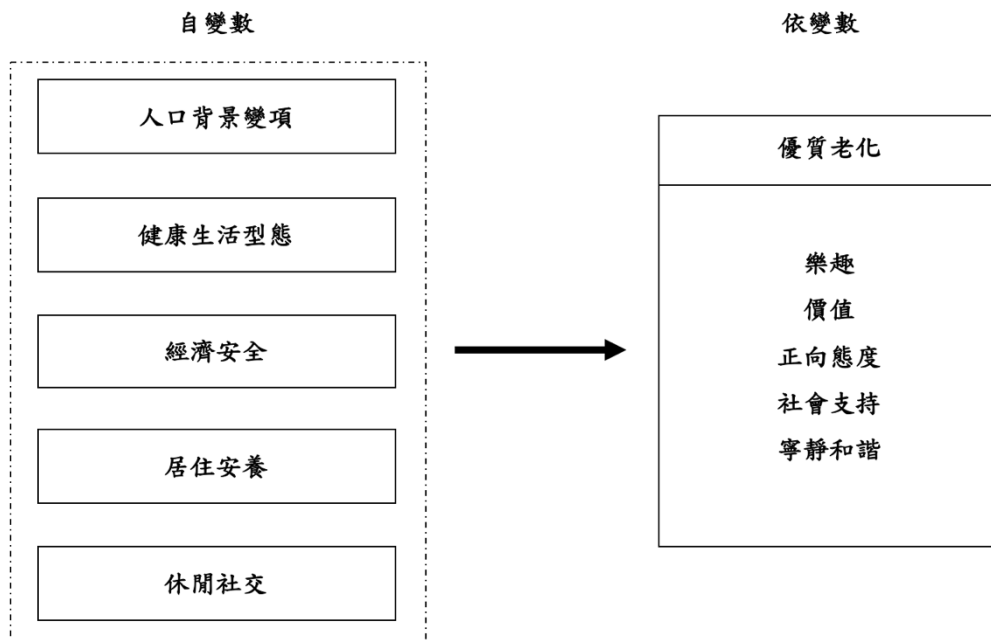 自變數
人口背景變項
健康生活型態
經濟安全
居住安養
休閒社交
依變數
優質老化
樂趣
價值
正向態度
社會支持
寧靜和諧